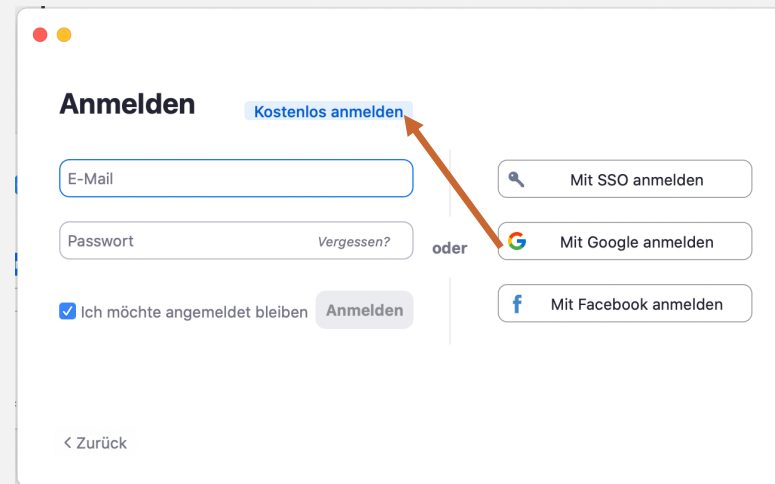 Anmelden
Kostenlos anmelden
E-Mail
Passwort
Vergessen?
Ich möchte angemeldet bleiben
Anmelden
oder
Mit SSO anmelden
Mit Google anmelden
Mit Facebook anmelden
< Zurück